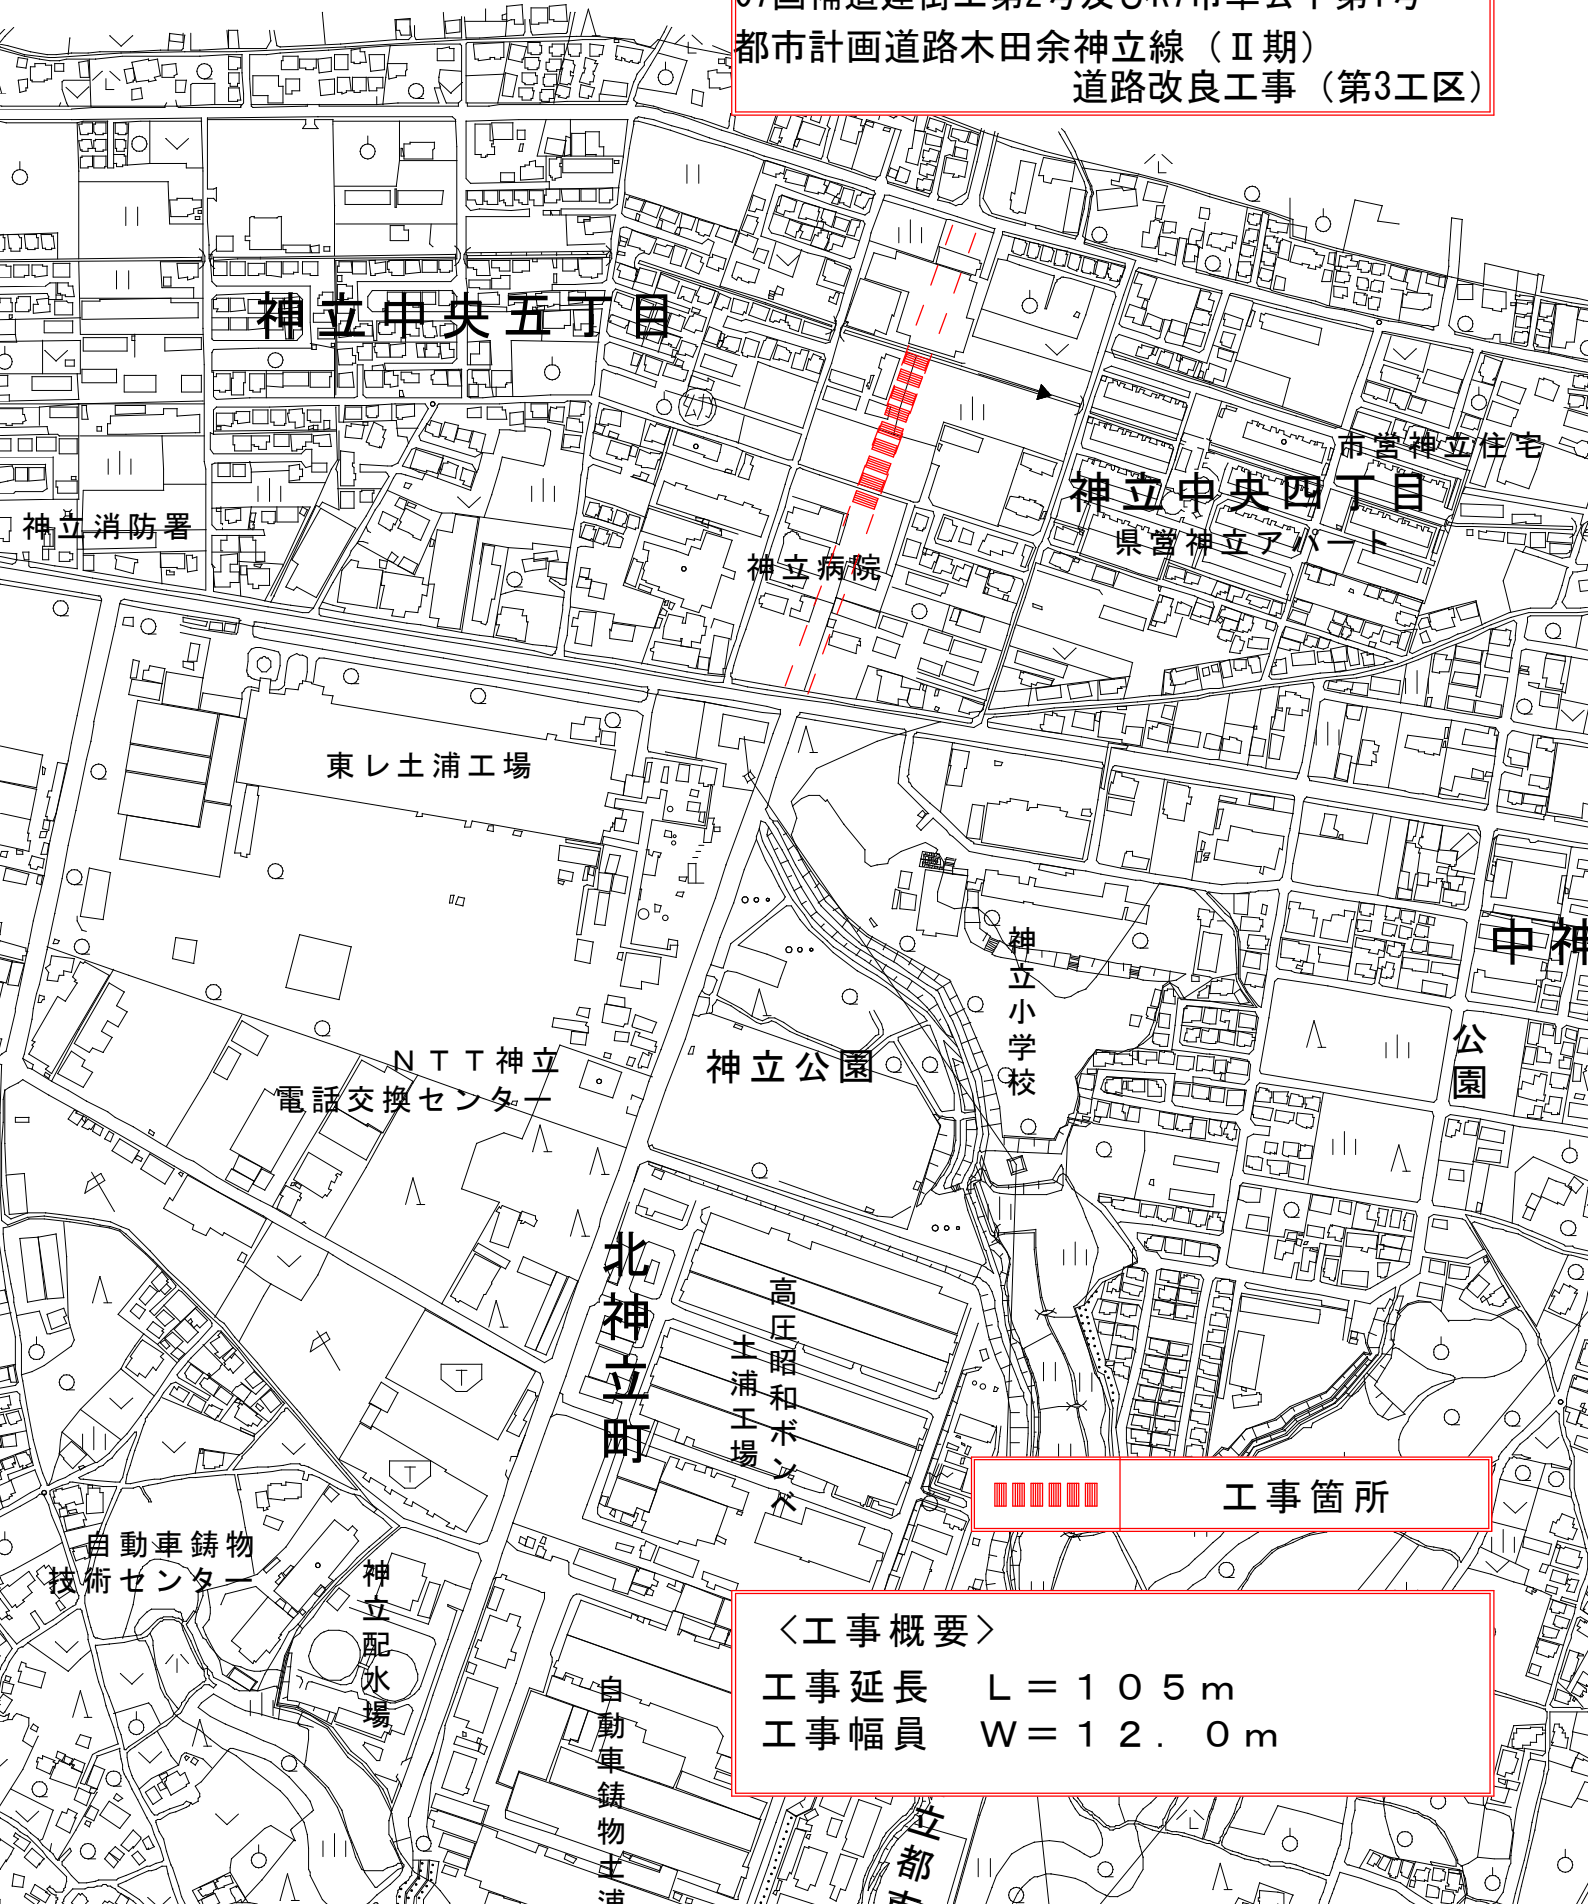 都市計画道路木田余神立線（Ⅱ期）
道路改良工事（第3工区）
神立中央五丁目
幼
市営神立住宅
神立中央四丁目
県営神立アパート
神立消防署
神立病院
東レ土浦工場
神立小学校
中神
公園
ＮＴＴ神立
電話交換センター
神立公園
北神立町
高圧昭和ボンベ
土浦工場
工事箇所
自動車鋳物
技術センター
神立配水場
〈工事概要〉
工事延長　Ｌ＝１０５ｍ
工事幅員　Ｗ＝１２．０ｍ
自動車鋳物土浦
立都市